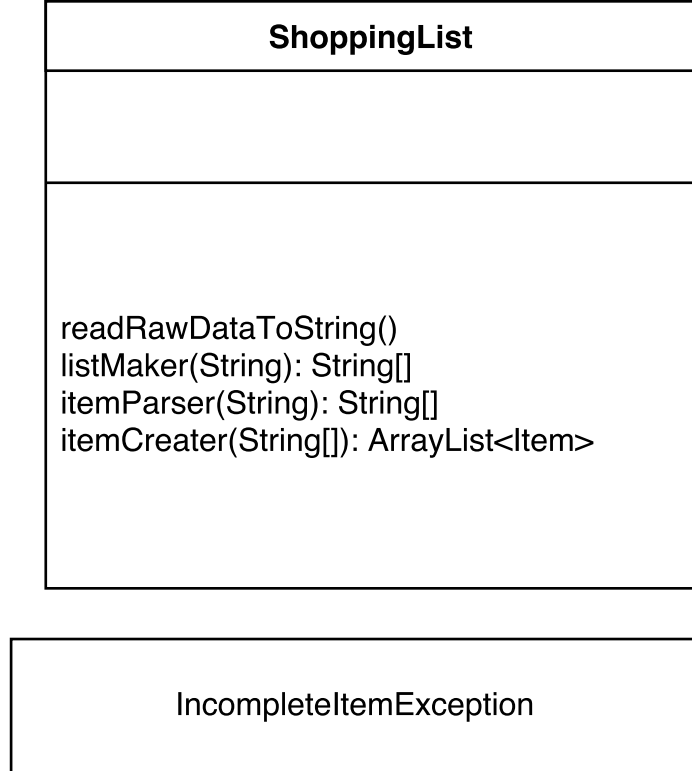 ShoppingList
readRawDataToString()
listMaker(String): String[]
itemParser(String): String[]
itemCreater(String[]): ArrayList<Item>
IncompleteItemException